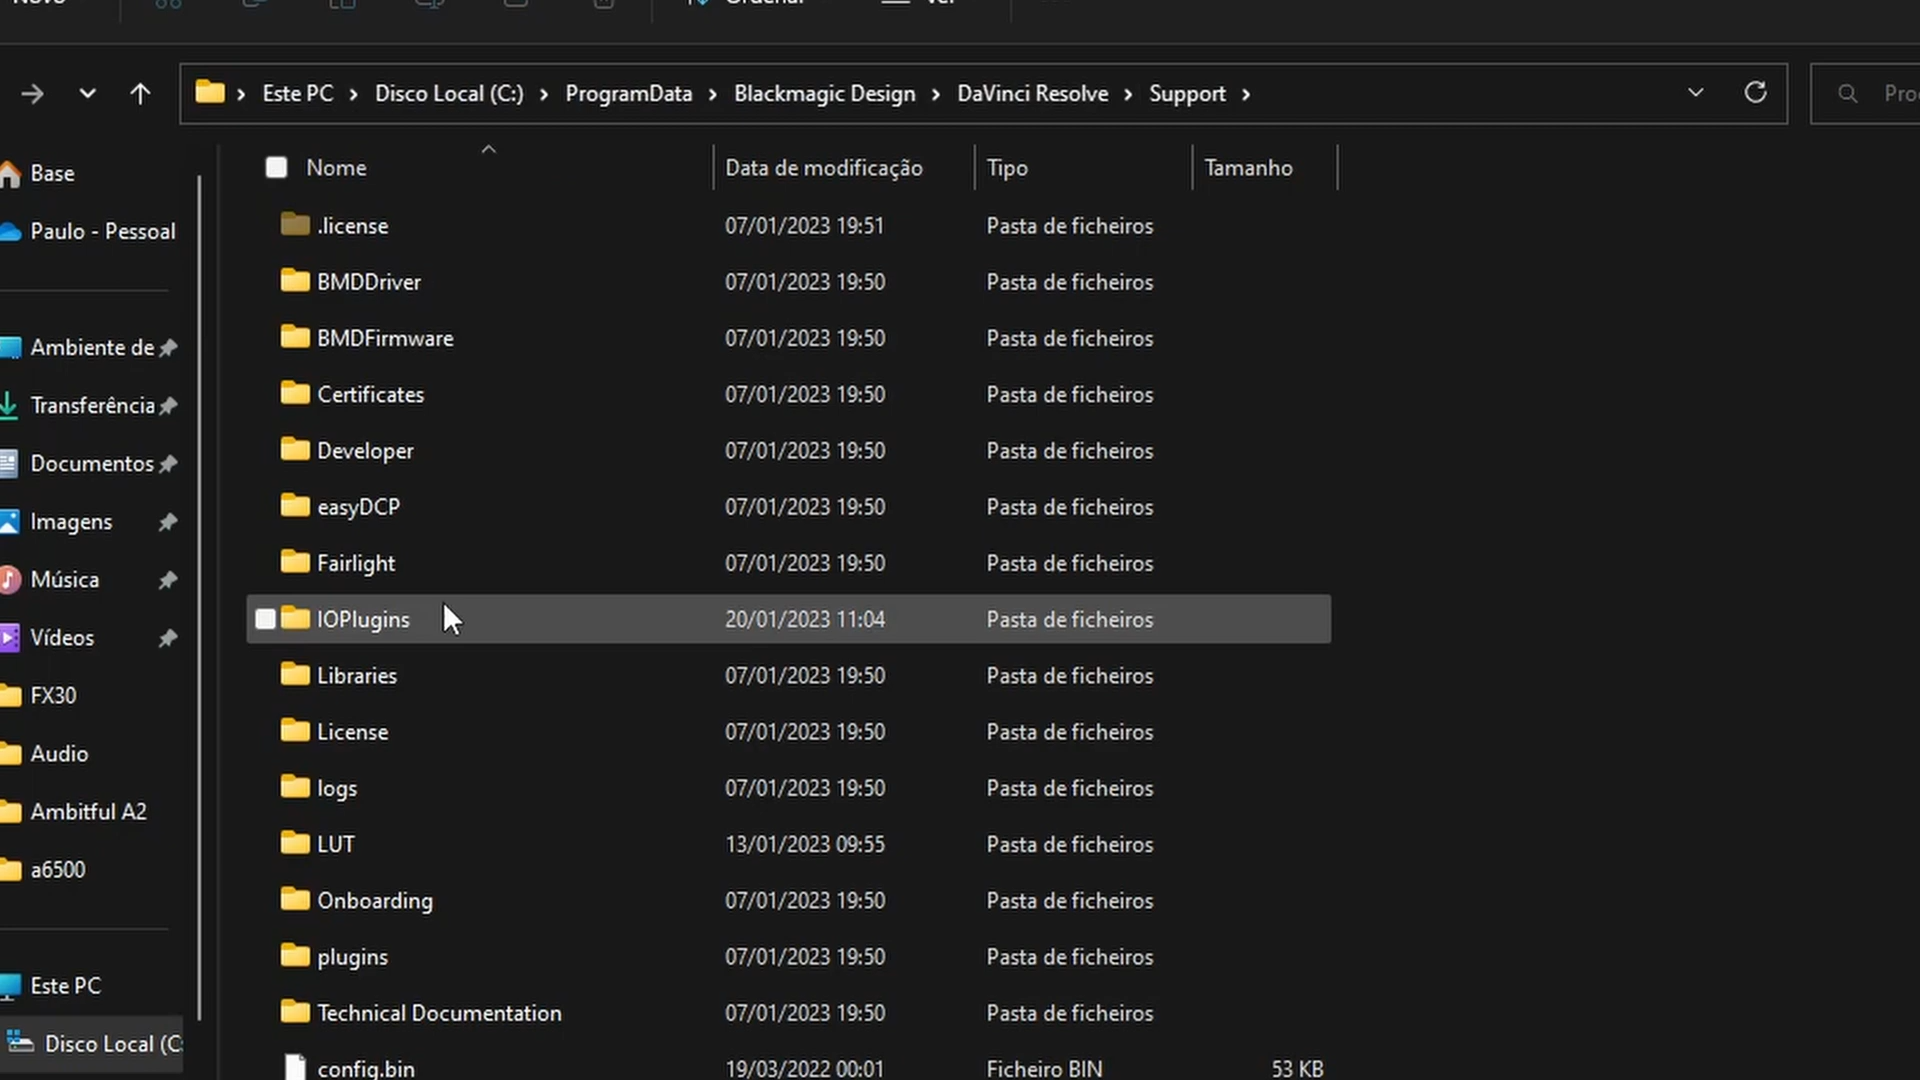 Novo Ordenar Ver
Este PC Disco Local (C:) ProgramData Blackmagic Design DaVinci Resolve Support
Nome Data de modificação Tipo Tamanho
.license 07/01/2023 19:51 Pasta de ficheiros
BMDDriver 07/01/2023 19:50 Pasta de ficheiros
BMDFirmware 07/01/2023 19:50 Pasta de ficheiros
Certificates 07/01/2023 19:50 Pasta de ficheiros
Developer 07/01/2023 19:50 Pasta de ficheiros
easyDCP 07/01/2023 19:50 Pasta de ficheiros
Fairlight 07/01/2023 19:50 Pasta de ficheiros
IOPlugins 20/01/2023 11:04 Pasta de ficheiros
Libraries 07/01/2023 19:50 Pasta de ficheiros
License 07/01/2023 19:50 Pasta de ficheiros
logs 07/01/2023 19:50 Pasta de ficheiros
LUT 13/01/2023 09:55 Pasta de ficheiros
Onboarding 07/01/2023 19:50 Pasta de ficheiros
plugins 07/01/2023 19:50 Pasta de ficheiros
Technical Documentation 07/01/2023 19:50 Pasta de ficheiros
config.bin 19/03/2022 00:01 Ficheiro BIN 53 KB
Base
Paulo - Pessoal
Ambiente de
Transferência
Documentos
Imagens
Música
Vídeos
FX30
Audio
Ambitful A2
a6500
Este PC
Disco Local (C: